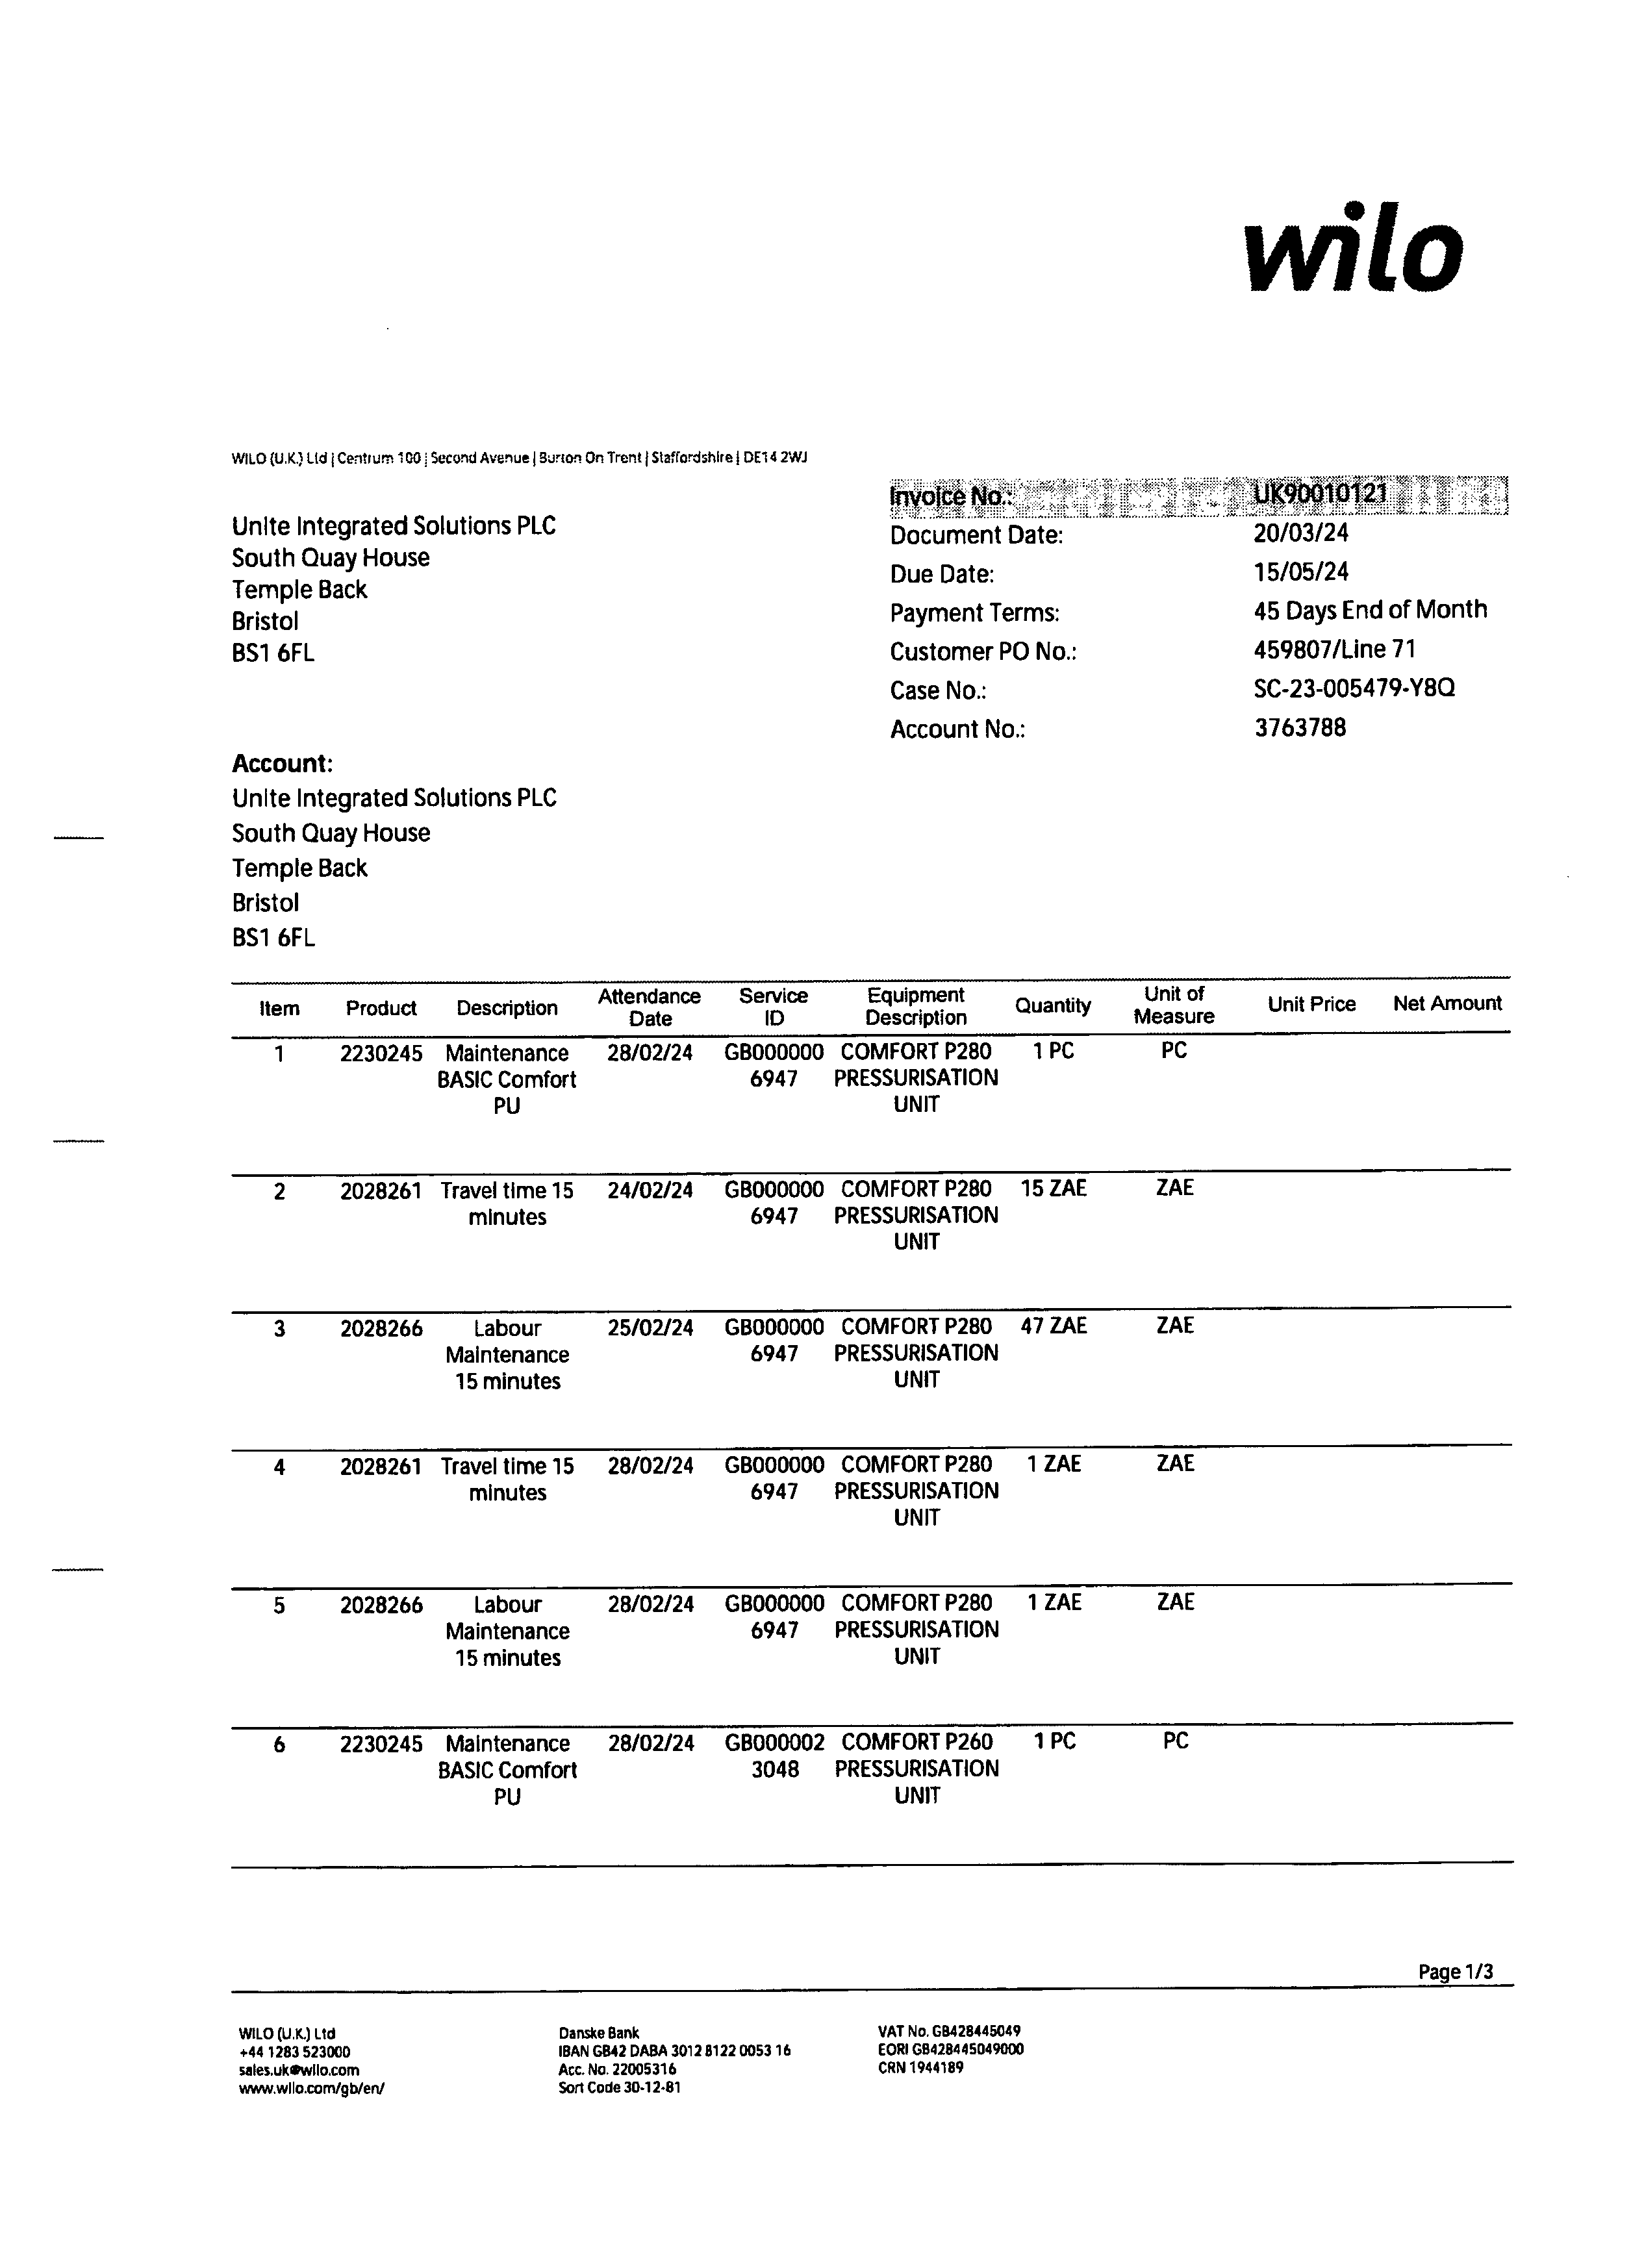 wilo
WILO (U.K.) Ltd | Centrum 100 | Second Avenue | Burton On Trent | Staffordshire | DE14 2WJ
Invoice No.: UK90010121
Unite Integrated Solutions PLC
Document Date: 20/03/24
South Quay House
Due Date: 15/05/24
Temple Back
Payment Terms: 45 Days End of Month
Bristol
Customer PO No.: 459807/Line 71
BS1 6FL
Case No.: SC-23-005479-Y8Q
Account No.: 3763788
Account:
Unite Integrated Solutions PLC
South Quay House
Temple Back
Bristol
BS1 6FL
Item Product Description Attendance Date Service ID Equipment Description Quantity Unit of Measure Unit Price Net Amount
1 2230245 Maintenance 28/02/24 GB000000 COMFORT P280 1 PC PC
BASIC Comfort 6947 PRESSURISATION
PU UNIT
2 2028261 Travel time 15 24/02/24 GB000000 COMFORT P280 15 ZAE ZAE
minutes 6947 PRESSURISATION
UNIT
3 2028266 Labour 25/02/24 GB000000 COMFORT P280 47 ZAE ZAE
Maintenance 6947 PRESSURISATION
15 minutes UNIT
4 2028261 Travel time 15 28/02/24 GB000000 COMFORT P280 1 ZAE ZAE
minutes 6947 PRESSURISATION
UNIT
5 2028266 Labour 28/02/24 GB000000 COMFORT P280 1 ZAE ZAE
Maintenance 6947 PRESSURISATION
15 minutes UNIT
6 2230245 Maintenance 28/02/24 GB000002 COMFORT P260 1 PC PC
BASIC Comfort 3048 PRESSURISATION
PU UNIT
Page 1/3
WILO (U.K.) Ltd Danske Bank VAT No. GB428445049
+44 1283 523000 IBAN GB42 DABA 3012 8122 0053 16 EORI GB428445049000
sales.uk@wilo.com Acc. No. 22005316 CRN 1944189
www.wilo.com/gb/en/ Sort Code 30-12-81